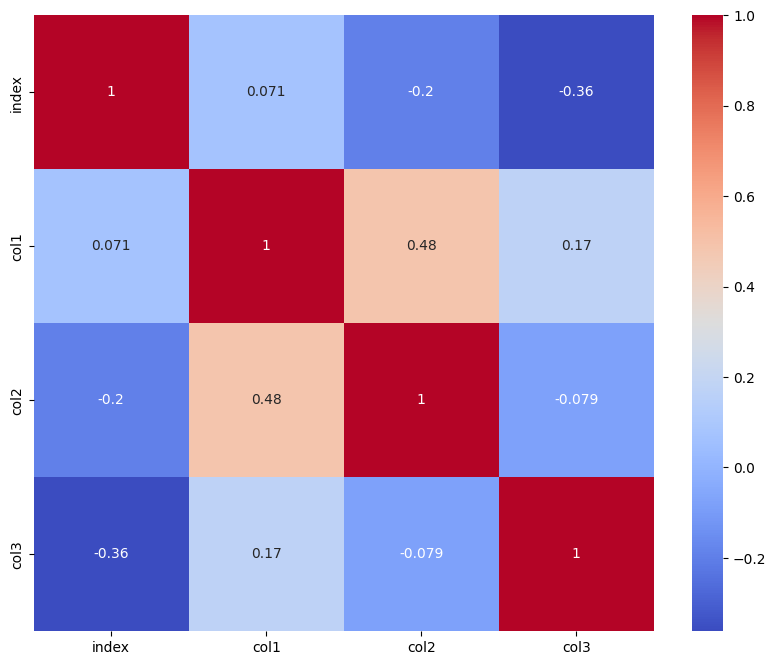 index 1 0.071 -0.2 -0.36
col1 0.071 1 0.48 0.17
col2 -0.2 0.48 1 -0.079
col3 -0.36 0.17 -0.079 1
index col1 col2 col3
1.0
0.8
0.6
0.4
0.2
0.0
−0.2